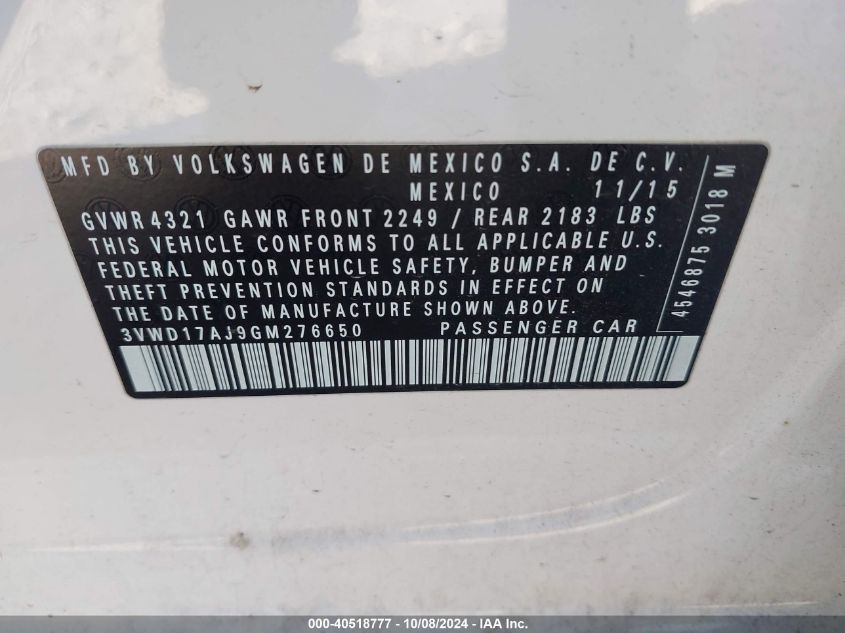 MFD BY VOLKSWAGEN DE MEXICO S.A. DE C.V.
MEXICO 11/15
GVWR 4321 GAWR FRONT 2249 / REAR 2183 LBS
THIS VEHICLE CONFORMS TO ALL APPLICABLE U.S.
FEDERAL MOTOR VEHICLE SAFETY, BUMPER AND
THEFT PREVENTION STANDARDS IN EFFECT ON
THE DATE OF MANUFACTURE SHOWN ABOVE.
3VWD17AJ9GM276650 PASSENGER CAR
4546875 3018 M
000-40518777 - 10/08/2024 - IAA Inc.